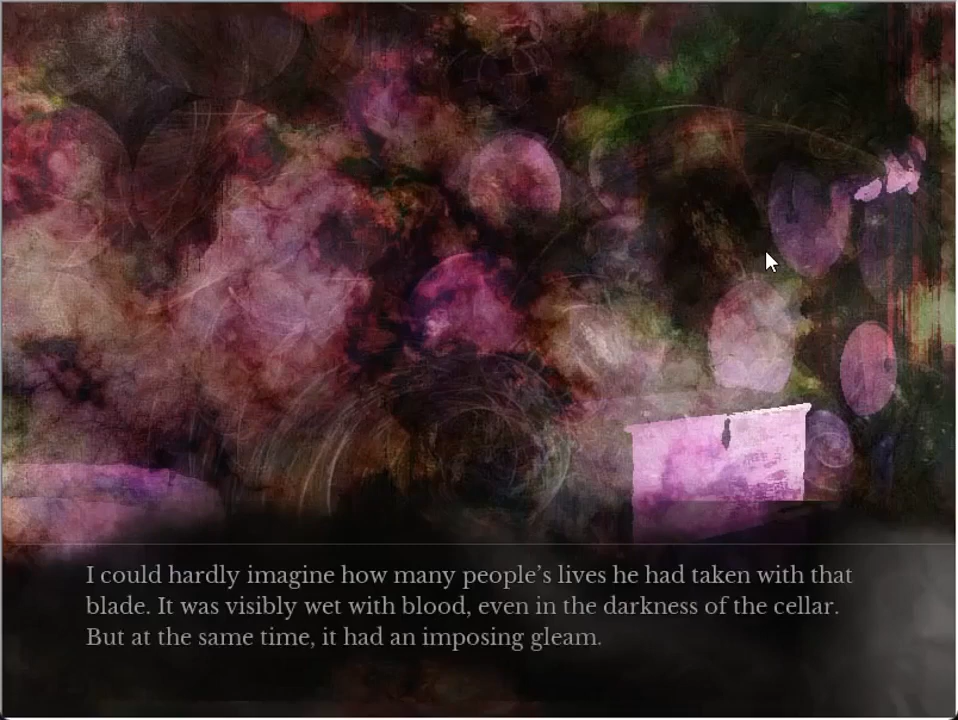 I could hardly imagine how many people’s lives he had taken with that
blade. It was visibly wet with blood, even in the darkness of the cellar.
But at the same time, it had an imposing gleam.